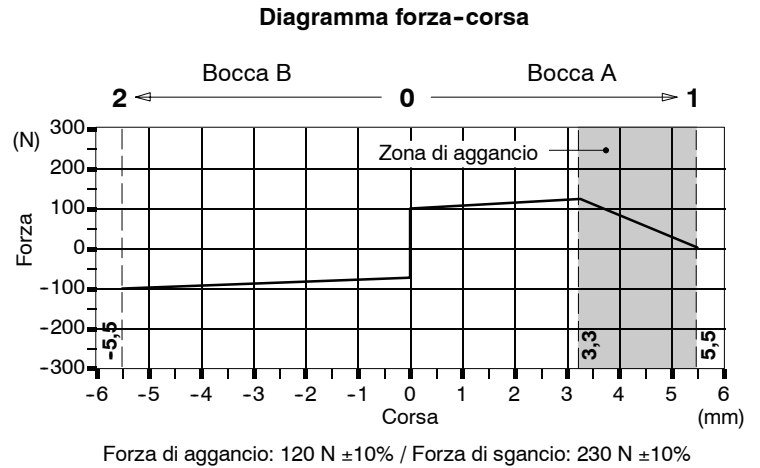 Diagramma forza-corsa
Bocca B Bocca A
2 0 1
(N)
300
200
100
0
-100
-200
-300
Forza
Zona di aggancio
-5,5
3,3
5,5
-6 -5 -4 -3 -2 -1 0 1 2 3 4 5 6
Corsa (mm)
Forza di aggancio: 120 N ±10% / Forza di sgancio: 230 N ±10%